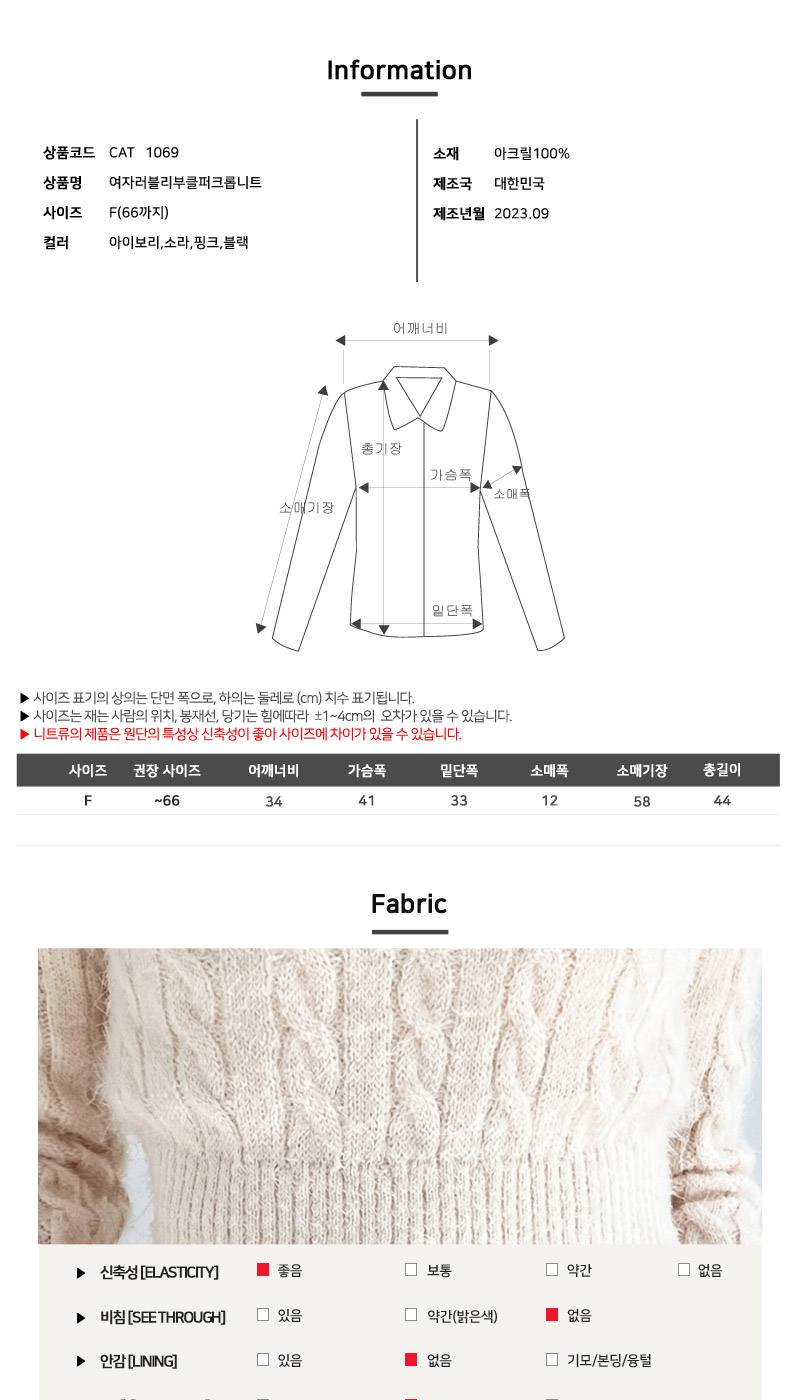 Information
상품코드 CAT 1069
상품명 여자러블리부클퍼크롭니트
사이즈 F(66까지)
컬러 아이보리,소라,핑크,블랙
소재 아크릴100%
제조국 대한민국
제조년월 2023.09
어깨너비
총기장
가슴폭
소매폭
소매기장
밑단폭
▶ 사이즈 표기의 상의는 단면 폭으로, 하의는 둘레로 (cm) 치수 표기됩니다.
▶ 사이즈는 재는 사람의 위치, 봉재선, 당기는 힘에따라 ±1~4cm의 오차가 있을 수 있습니다.
▶ 니트류의 제품은 원단의 특성상 신축성이 좋아 사이즈에 차이가 있을 수 있습니다.
사이즈 권장 사이즈 어깨너비 가슴폭 밑단폭 소매폭 소매기장 총길이
F ~66 34 41 33 12 58 44
Fabric
▶ 신축성 [ELASTICITY] 좋음 보통 약간 없음
▶ 비침 [SEE THROUGH] 있음 약간(밝은색) 없음
▶ 안감 [LINING] 있음 없음 기모/본딩/융털